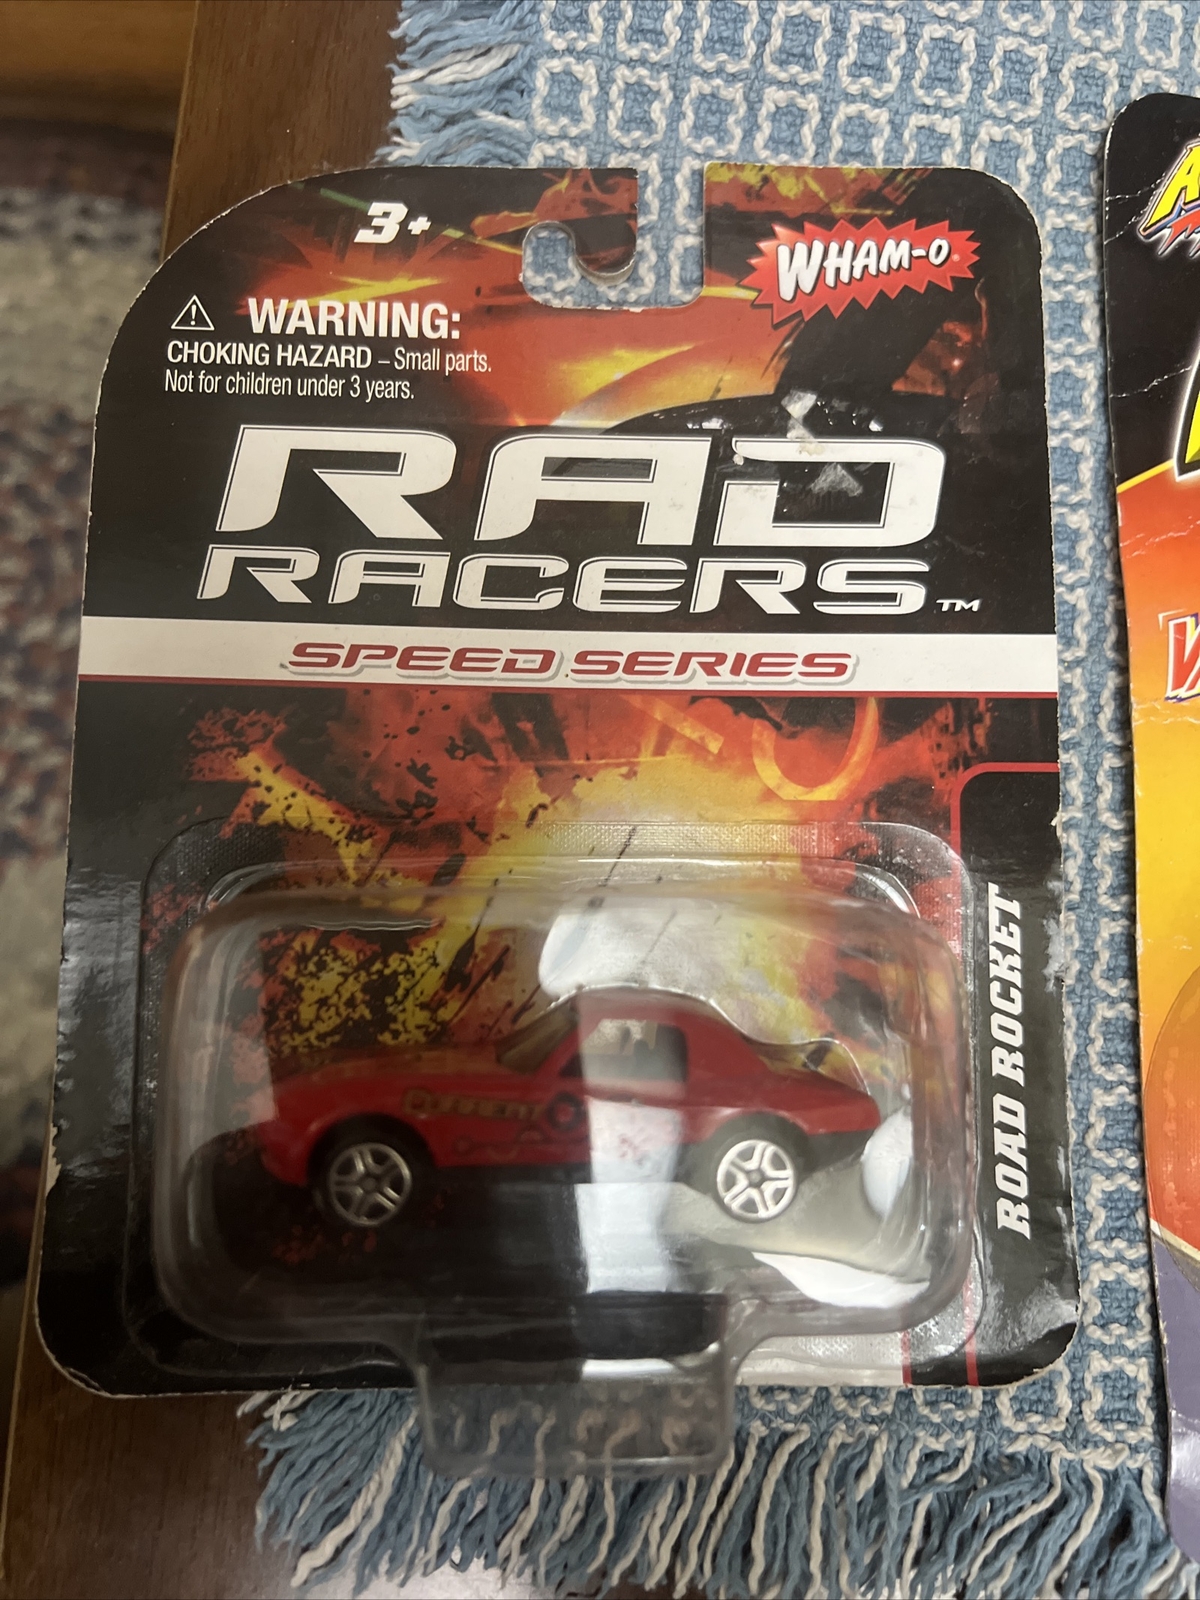 3+
WHAM-O®
WARNING:
CHOKING HAZARD – Small parts.
Not for children under 3 years.
RAD
RACERS™
SPEED SERIES
ROAD ROCKET